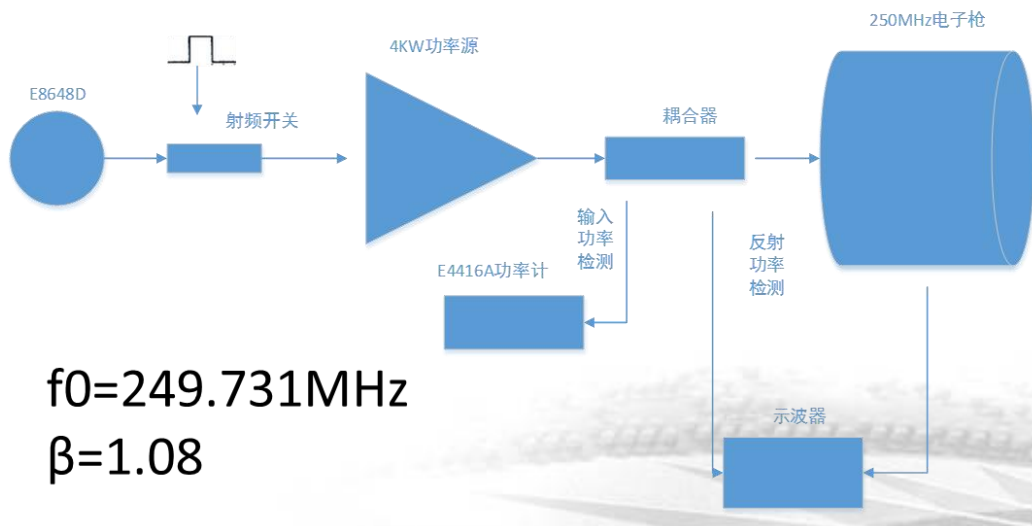 250MHz电子枪
4KW功率源
E8648D
射频开关
耦合器
输入
功率
检测
反射
功率
检测
E4416A功率计
f0=249.731MHz
β=1.08
示波器